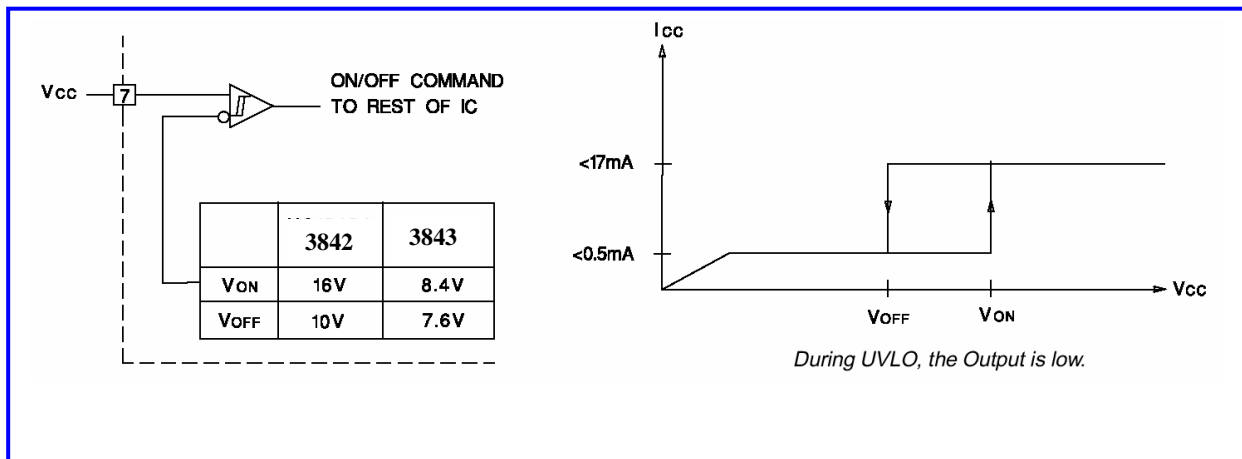 Vcc
7
ON/OFF COMMAND
TO REST OF IC
3842 3843
VON 16V 8.4V
VOFF 10V 7.6V
Icc
<17mA
<0.5mA
VOFF VON
Vcc
During UVLO, the Output is low.